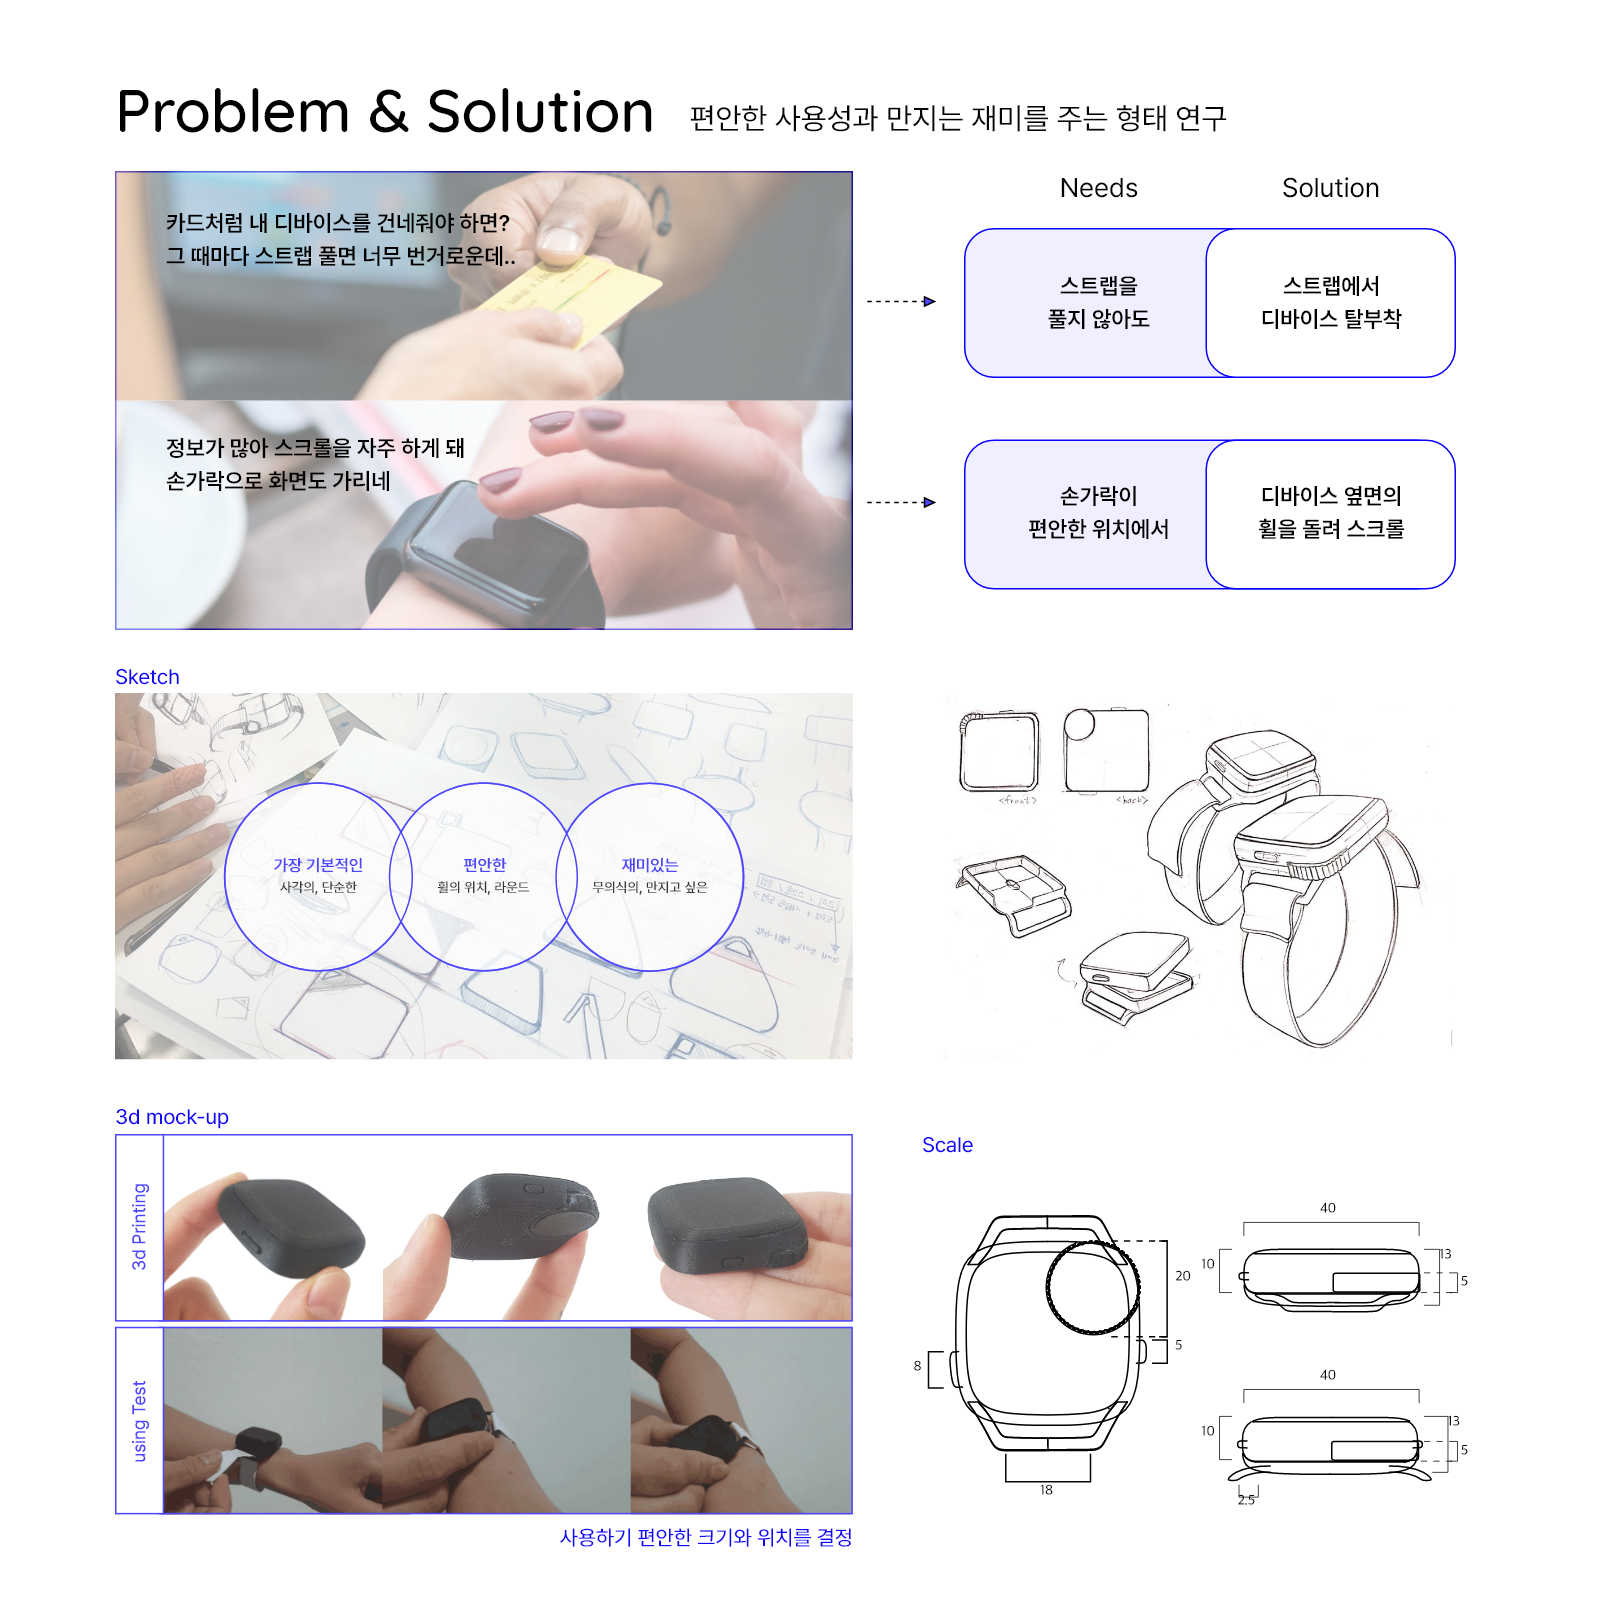 Problem & Solution
편안한 사용성과 만지는 재미를 주는 형태 연구
카드처럼 내 디바이스를 건네줘야 하면?
그 때마다 스트랩 풀면 너무 번거로운데..
정보가 많아 스크롤을 자주 하게 돼
손가락으로 화면도 가리네
Needs
Solution
스트랩을
풀지 않아도
스트랩에서
디바이스 탈부착
손가락이
편안한 위치에서
디바이스 옆면의
휠을 돌려 스크롤
Sketch
가장 기본적인
사각의, 단순한
편안한
휠의 위치, 라운드
재미있는
무의식의, 만지고 싶은
<front>
<back>
3d mock-up
3d Printing
using Test
사용하기 편안한 크기와 위치를 결정
Scale
20
5
8
18
40
10
13
5
40
10
13
5
2.5